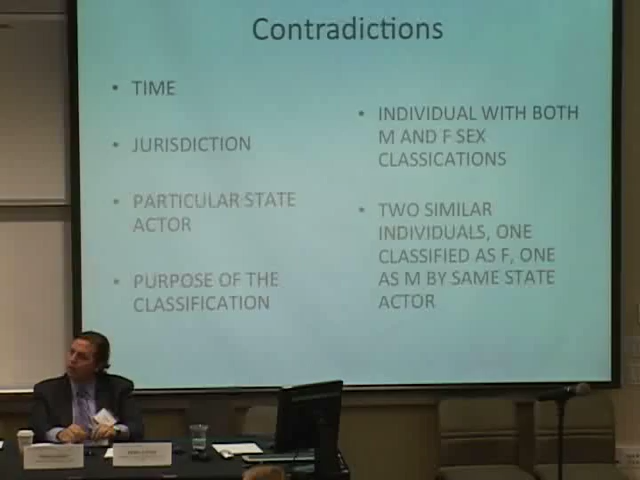 Contradictions
• TIME
• JURISDICTION
• PARTICULAR STATE
ACTOR
• PURPOSE OF THE
CLASSIFICATION
• INDIVIDUAL WITH BOTH
M AND F SEX
CLASSICATIONS
• TWO SIMILAR
INDIVIDUALS, ONE
CLASSIFIED AS F, ONE
AS M BY SAME STATE
ACTOR